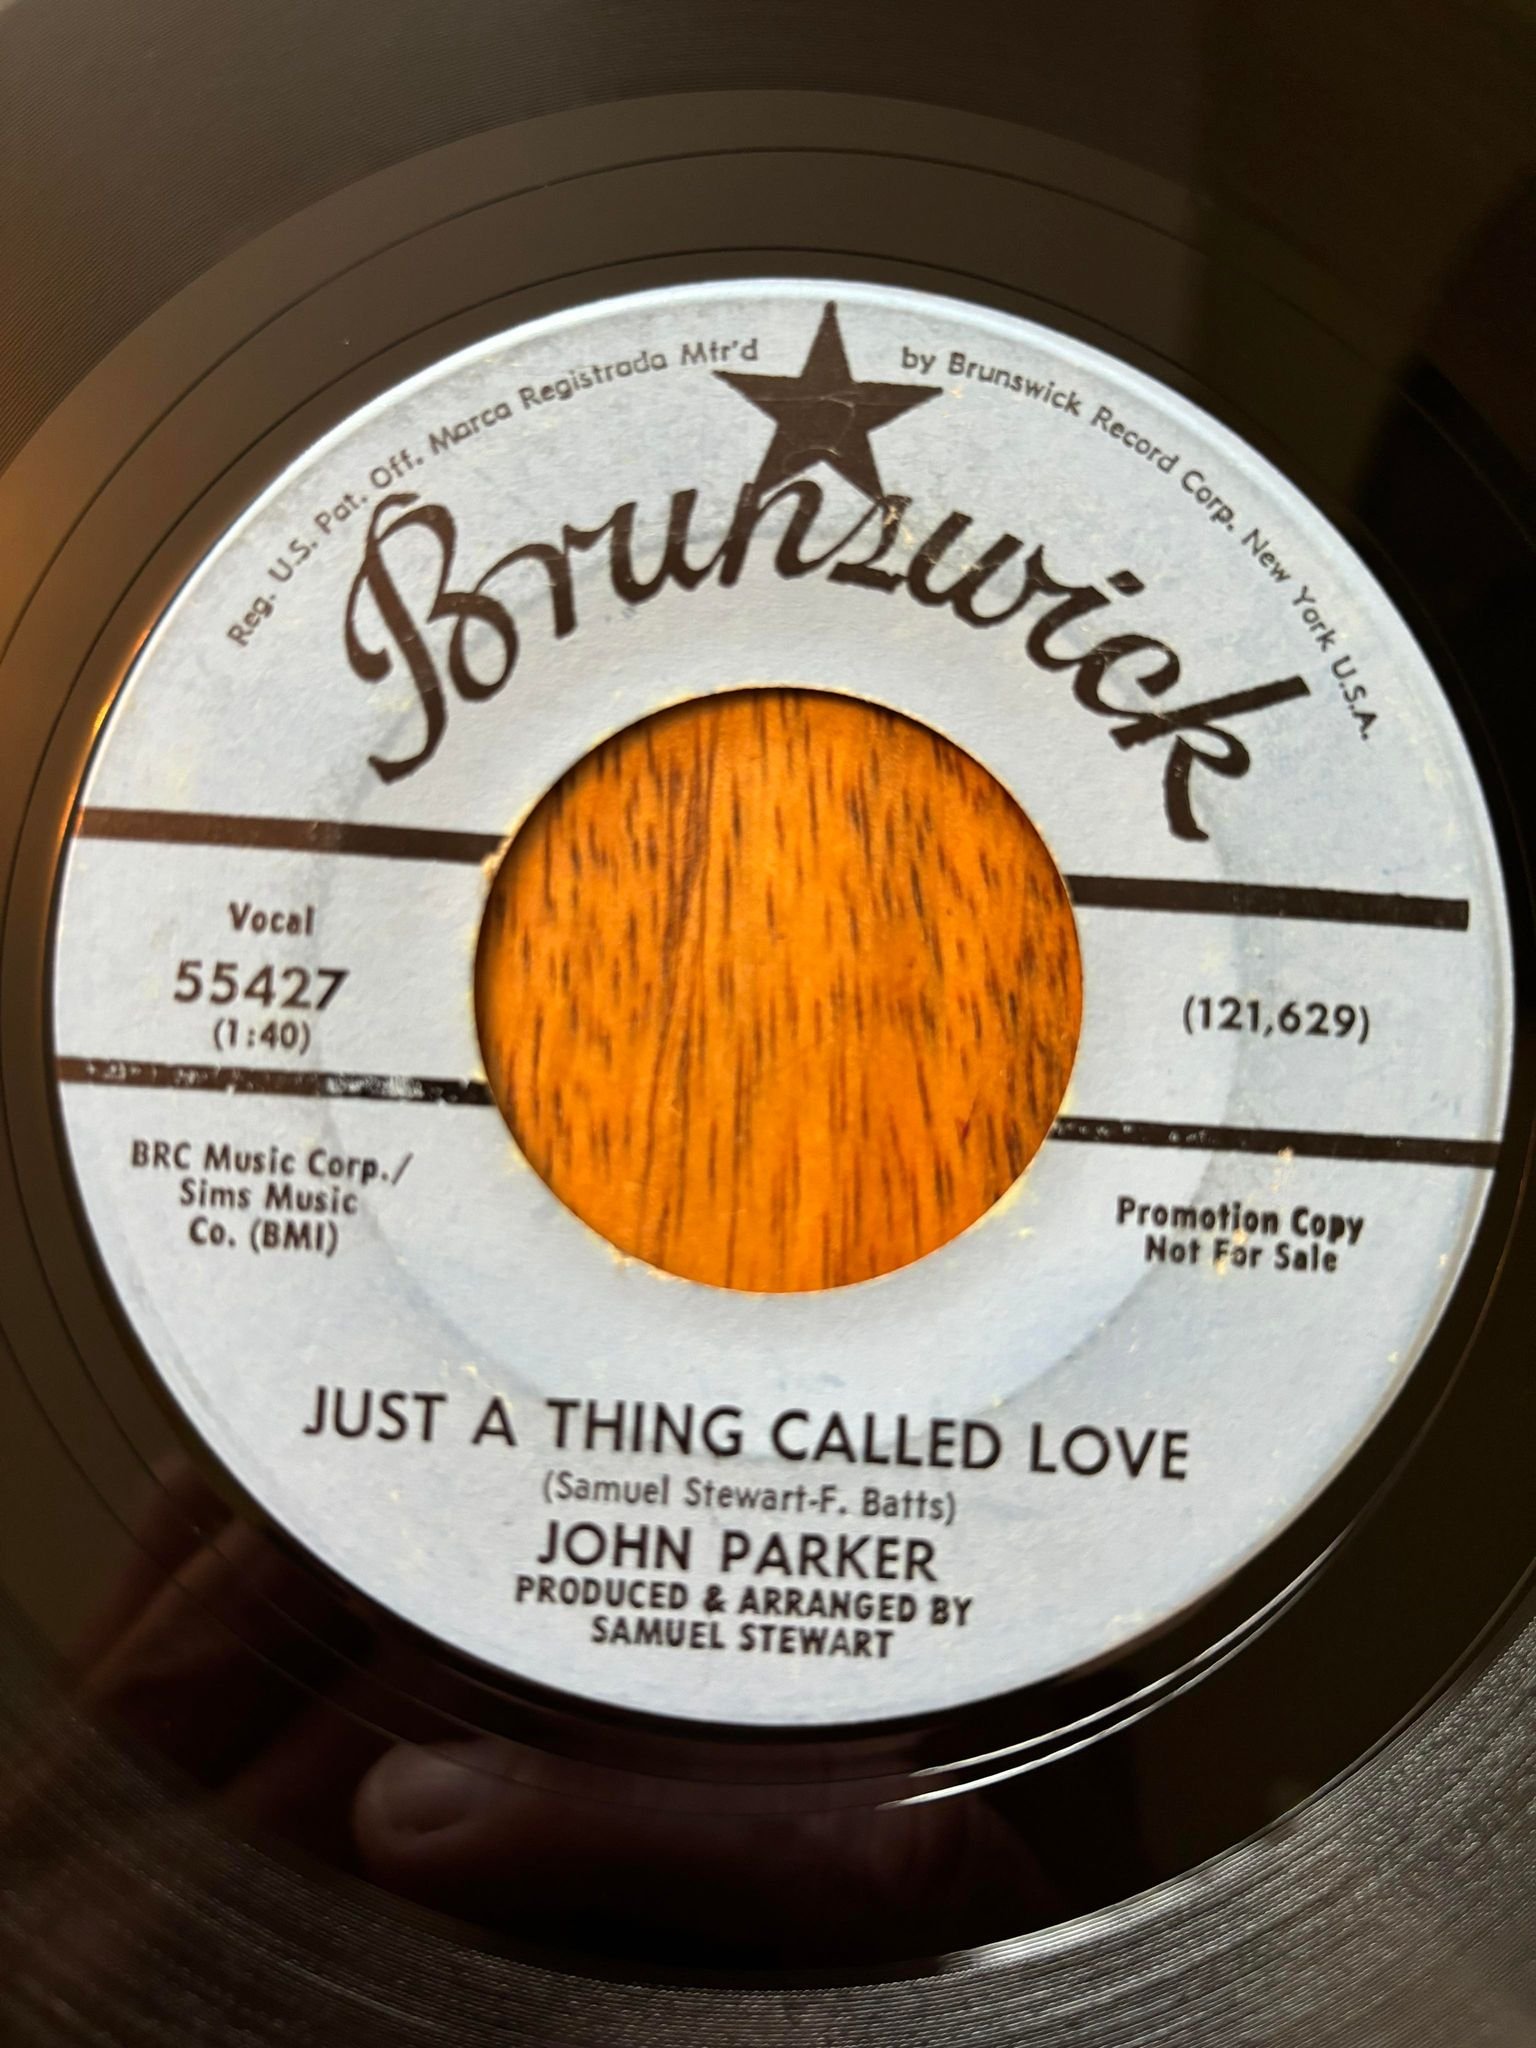 Reg. U.S. Pat. Off. Marca Registrada Mfr'd by Brunswick Record Corp. New York U.S.A.
Brunswick
Vocal
55427
(1:40)
(121,629)
BRC Music Corp./
Sims Music
Co. (BMI)
Promotion Copy
Not For Sale
JUST A THING CALLED LOVE
(Samuel Stewart-F. Batts)
JOHN PARKER
PRODUCED & ARRANGED BY
SAMUEL STEWART